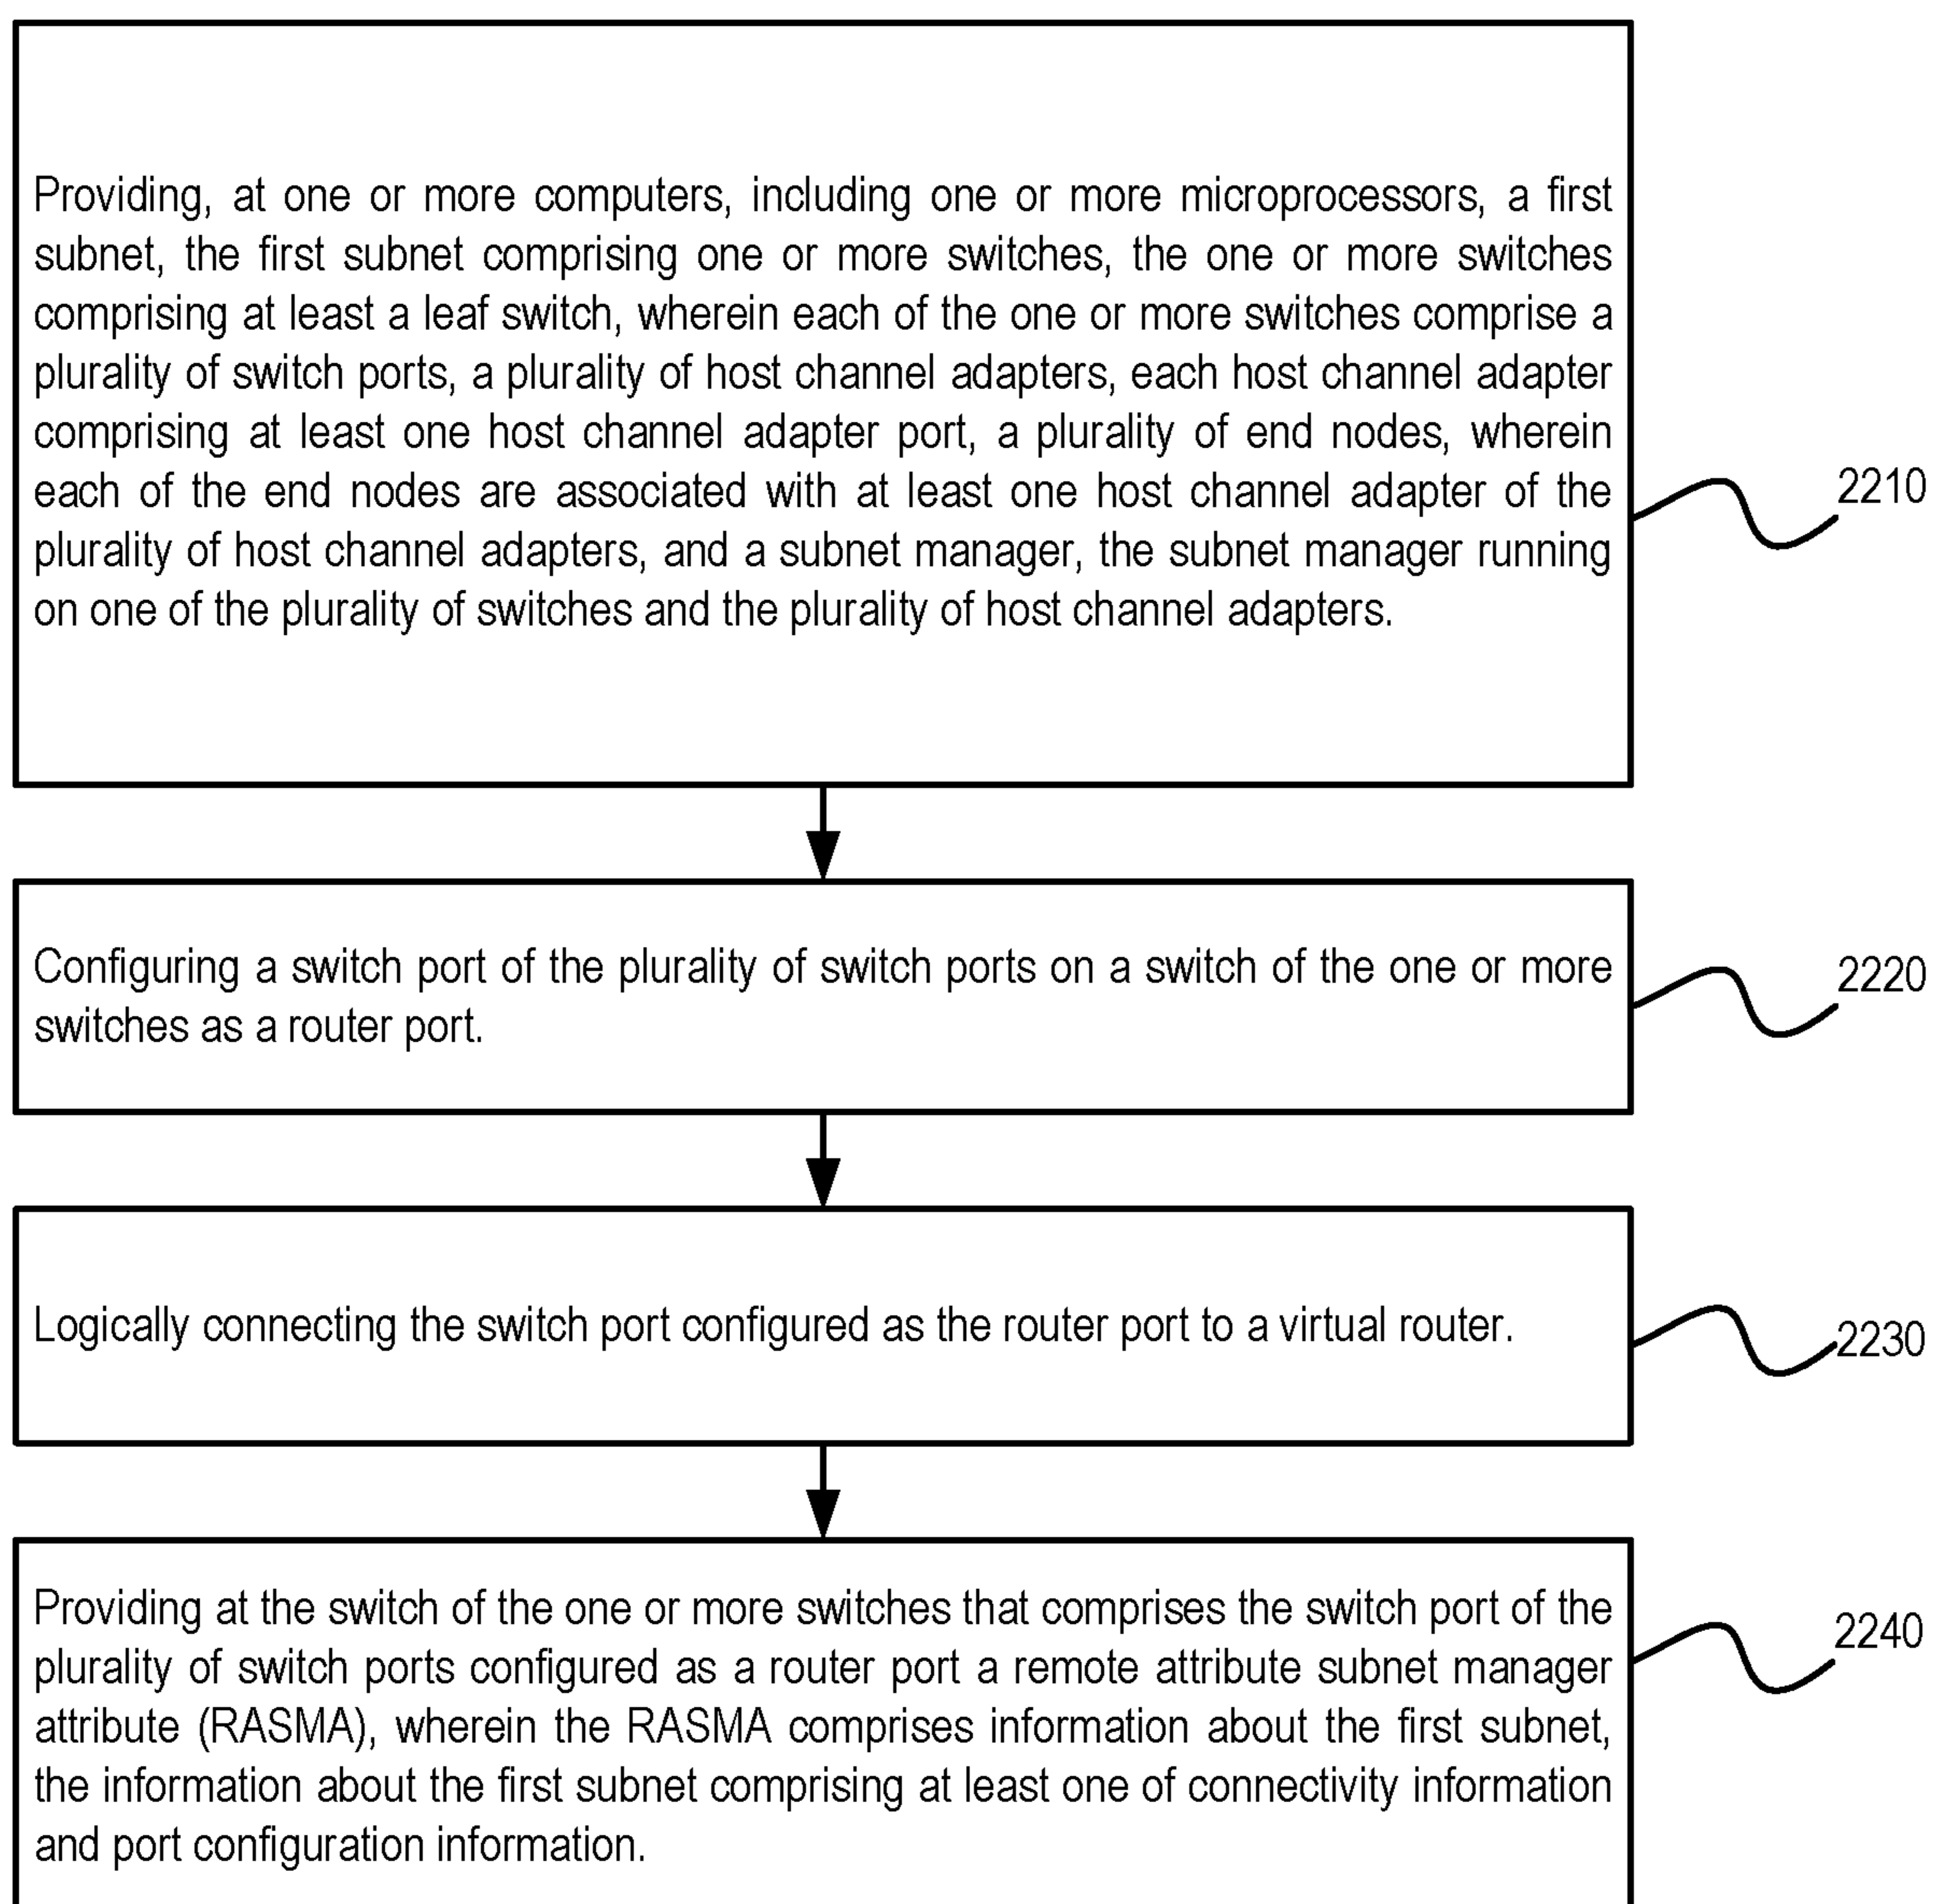 Providing, at one or more computers, including one or more microprocessors, a first
subnet, the first subnet comprising one or more switches, the one or more switches
comprising at least a leaf switch, wherein each of the one or more switches comprise a
plurality of switch ports, a plurality of host channel adapters, each host channel adapter
comprising at least one host channel adapter port, a plurality of end nodes, wherein
each of the end nodes are associated with at least one host channel adapter of the
plurality of host channel adapters, and a subnet manager, the subnet manager running
on one of the plurality of switches and the plurality of host channel adapters.
2210
Configuring a switch port of the plurality of switch ports on a switch of the one or more
switches as a router port.
2220
Logically connecting the switch port configured as the router port to a virtual router.
2230
Providing at the switch of the one or more switches that comprises the switch port of the
plurality of switch ports configured as a router port a remote attribute subnet manager
attribute (RASMA), wherein the RASMA comprises information about the first subnet,
the information about the first subnet comprising at least one of connectivity information
and port configuration information.
2240